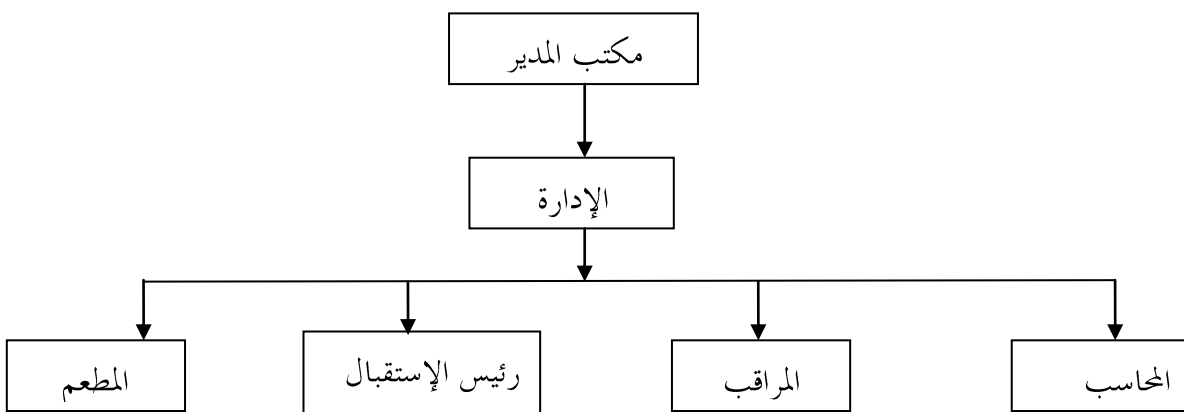 مكتب المدير
الإدارة
المحاسب
المراقب
رئيس الإستقبال
المطعم